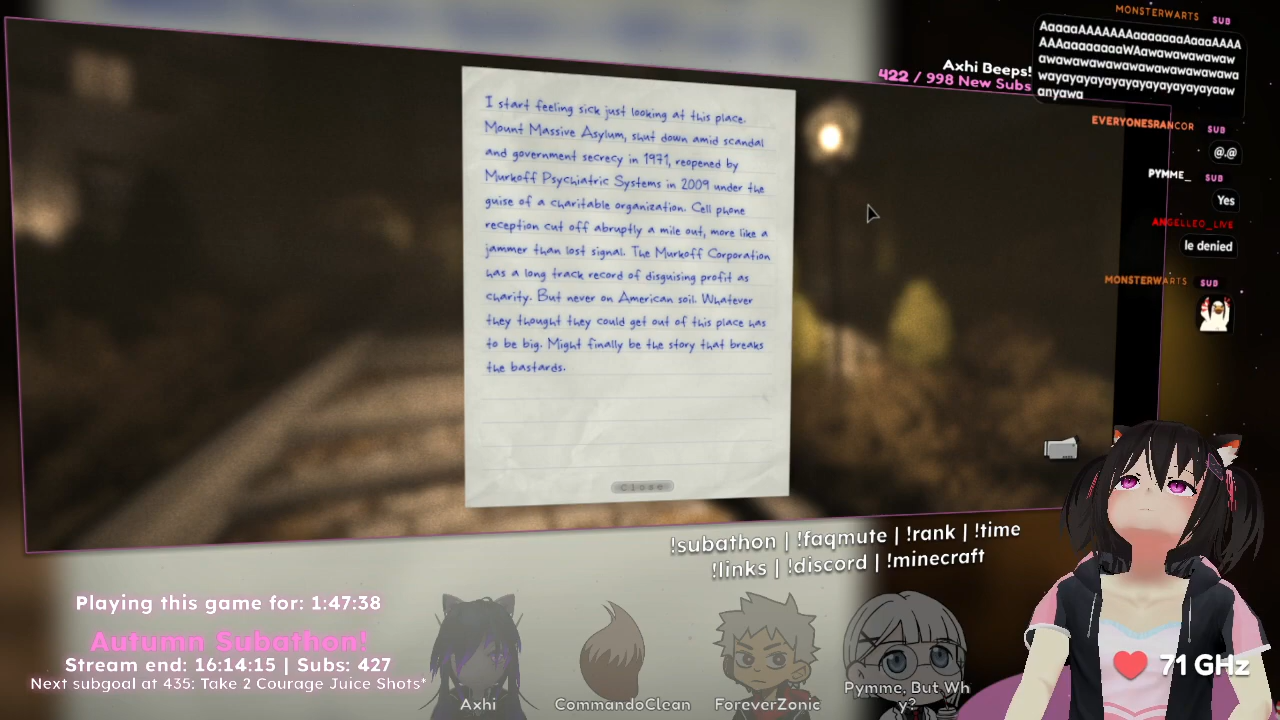 MONSTERWARTS SUB
AaaaaAAAAAAAaaaaaaaAaaaAAAA
AAAaaaaaaaaWAawawawawaw
awawawawawawawawawawawawa
wayayayayayayayayayayayaaw
anyawa
Axhi Beeps!
422 / 998 New Subs
EVERYONESRANCOR SUB
@.@
PYMME_ SUB
Yes
ANGELLEO_LIVE
le denied
MONSTERWARTS SUB
I start feeling sick just looking at this place.
Mount Massive Asylum, shut down amid scandal
and government secrecy in 1971, reopened by
Murkoff Psychiatric Systems in 2009 under the
guise of a charitable organization. Cell phone
reception cut off abruptly a mile out, more like a
jammer than lost signal. The Murkoff Corporation
has a long track record of disguising profit as
charity. But never on American soil. Whatever
they thought they could get out of this place has
to be big. Might finally be the story that breaks
the bastards.
Close
!subathon | !faqmute | !rank | !time
!links | !discord | !minecraft
Playing this game for: 1:47:38
Autumn Subathon!
Stream end: 16:14:15 | Subs: 427
Next subgoal at 435: Take 2 Courage Juice Shots*
Axhi
CommandoClean
ForeverZonic
Pymme, But Wh
y?
71 GHz